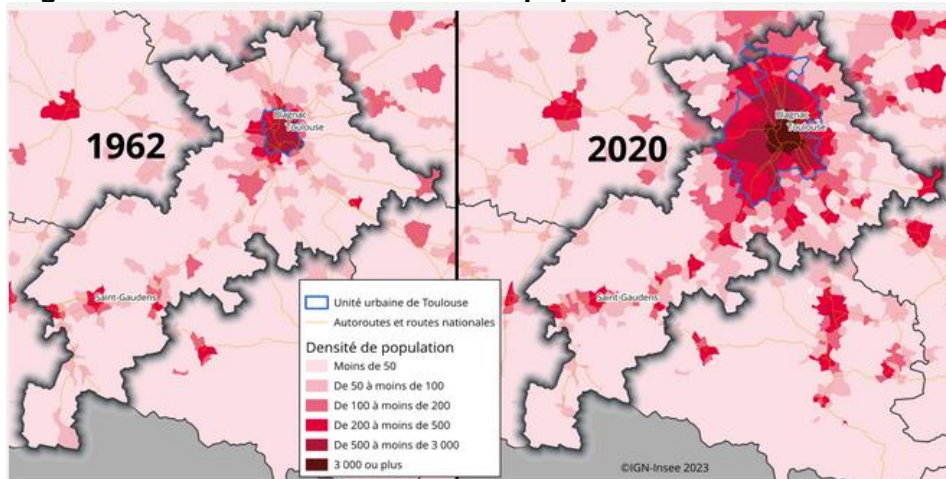 1962
Blagnac
Toulouse
Saint-Gaudens
2020
Blagnac
Toulouse
Saint-Gaudens
Unité urbaine de Toulouse
Autoroutes et routes nationales
Densité de population
Moins de 50
De 50 à moins de 100
De 100 à moins de 200
De 200 à moins de 500
De 500 à moins de 3 000
3 000 ou plus
©IGN-Insee 2023